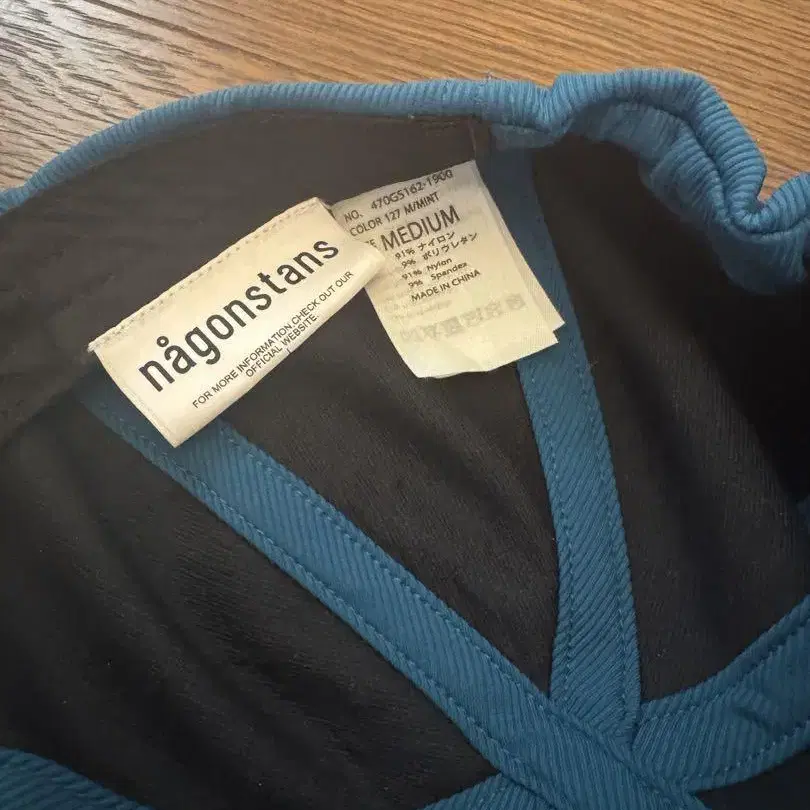 någonstans
FOR MORE INFORMATION CHECK OUT OUR
OFFICIAL WEBSITE.
NO. 470GS162-1900
COLOR 127 M/MINT
MEDIUM
91% ナイロン
9% ポリウレタン
91% Nylon
9% Spandex
MADE IN CHINA